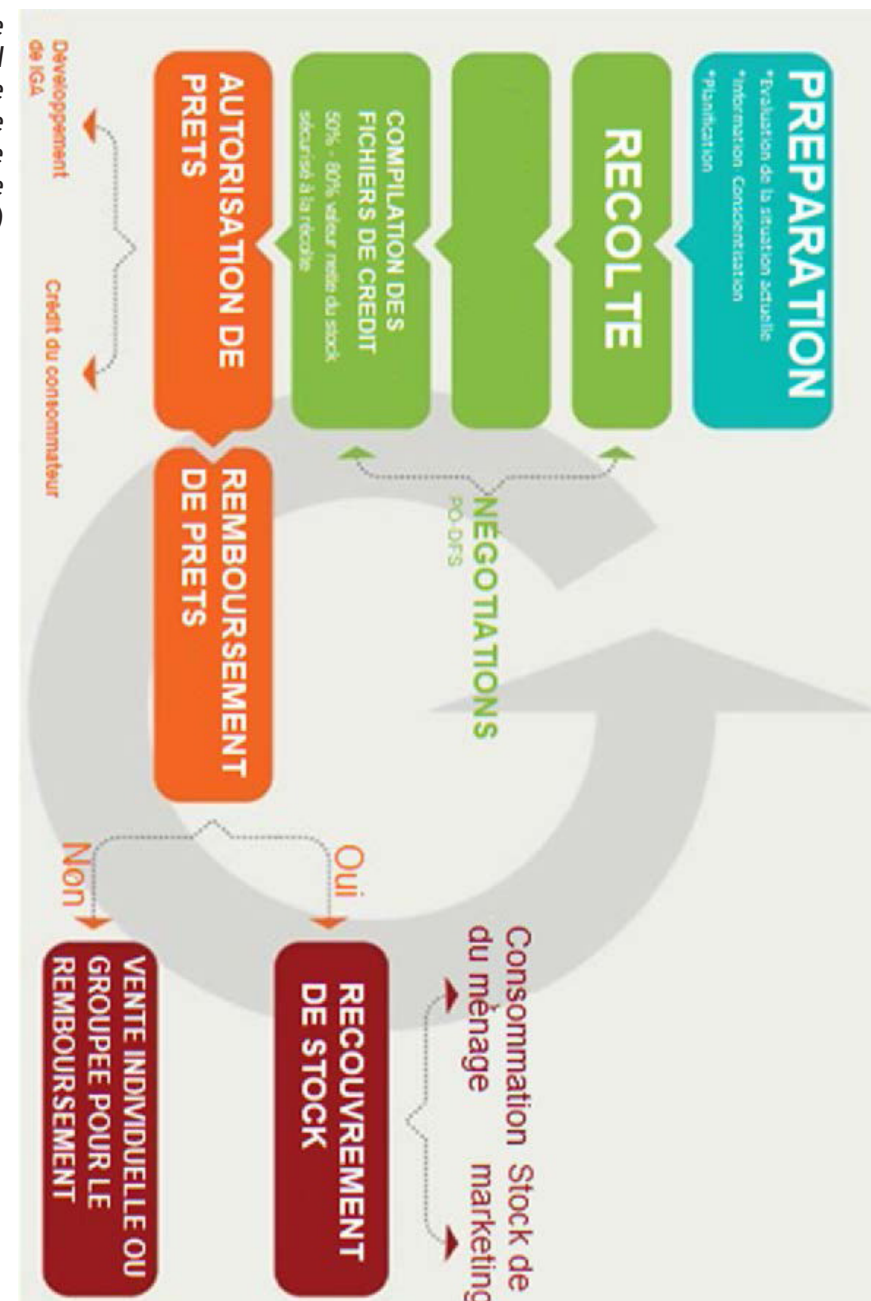 PREPARATION
*Evaluation de la situation actuelle
*Information Conscientisation
*Planification
RECOLTE
COMPILATION DES
FICHIERS DE CREDIT
50% - 80% valeur nette du stock
sécurisé à la récolte
NÉGOTIATIONS
PO-DFS
AUTORISATION DE
PRETS
Développement
de IGA
Crédit du consommateur
REMBOURSEMENT
DE PRETS
Oui
Non
Consommation
du ménage
Stock de
marketing
RECOUVREMENT
DE STOCK
VENTE INDIVIDUELLE OU
GROUPEE POUR LE
REMBOURSEMENT